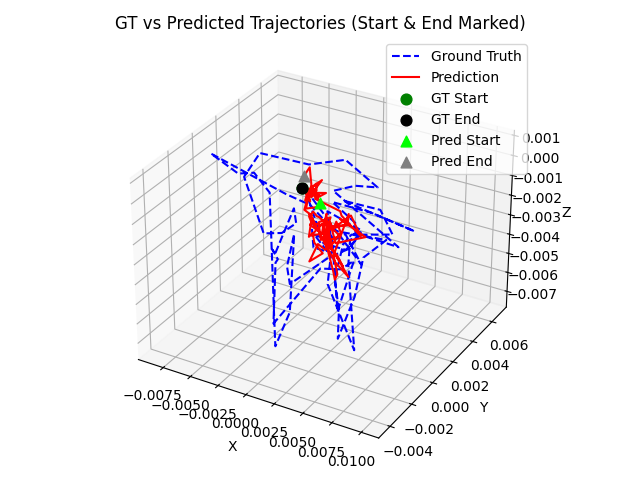 GT vs Predicted Trajectories (Start & End Marked)
Ground Truth
Prediction
GT Start
GT End
Pred Start
Pred End
0.001
0.000
−0.001
−0.002
−0.003
−0.004
−0.005
−0.006
−0.007
Z
0.006
0.004
0.002
0.000
−0.002
−0.004
Y
−0.0075
−0.0050
−0.0025
0.0000
0.0025
0.0050
0.0075
0.0100
X